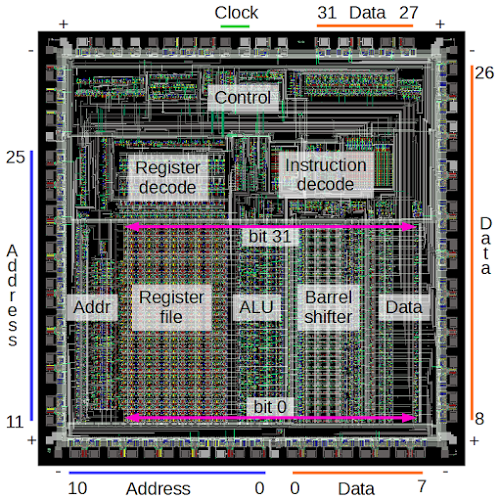 Clock
31 Data 27
+ +
- -
Control
26
25
Register
decode
Instruction
decode
bit 31
Address
Data
Addr
Register
file
ALU
Barrel
shifter
Data
bit 0
11
8
+ +
- -
10 Address 0
0 Data 7